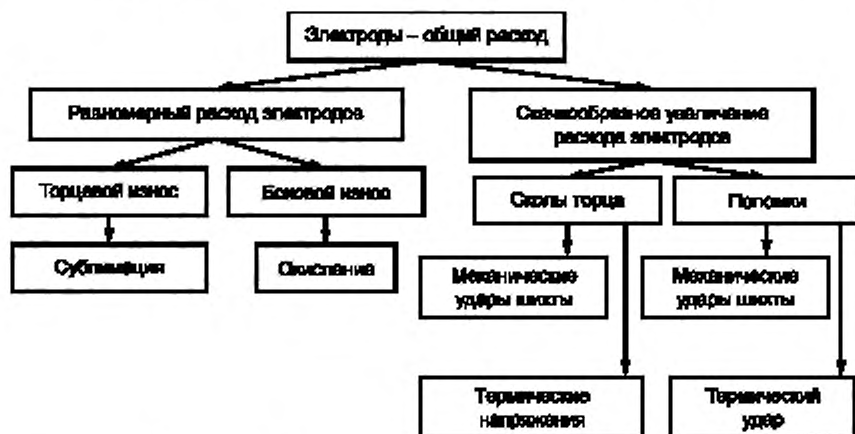 Электроды – общий расход
Равномерный расход электродов
Скачкообразное увеличение
расхода электродов
Торцевой износ
Боковой износ
Сколы торца
Поломки
Сублимация
Окисление
Механические
удары шихты
Механические
удары шихты
Термические
напряжения
Термический
удар